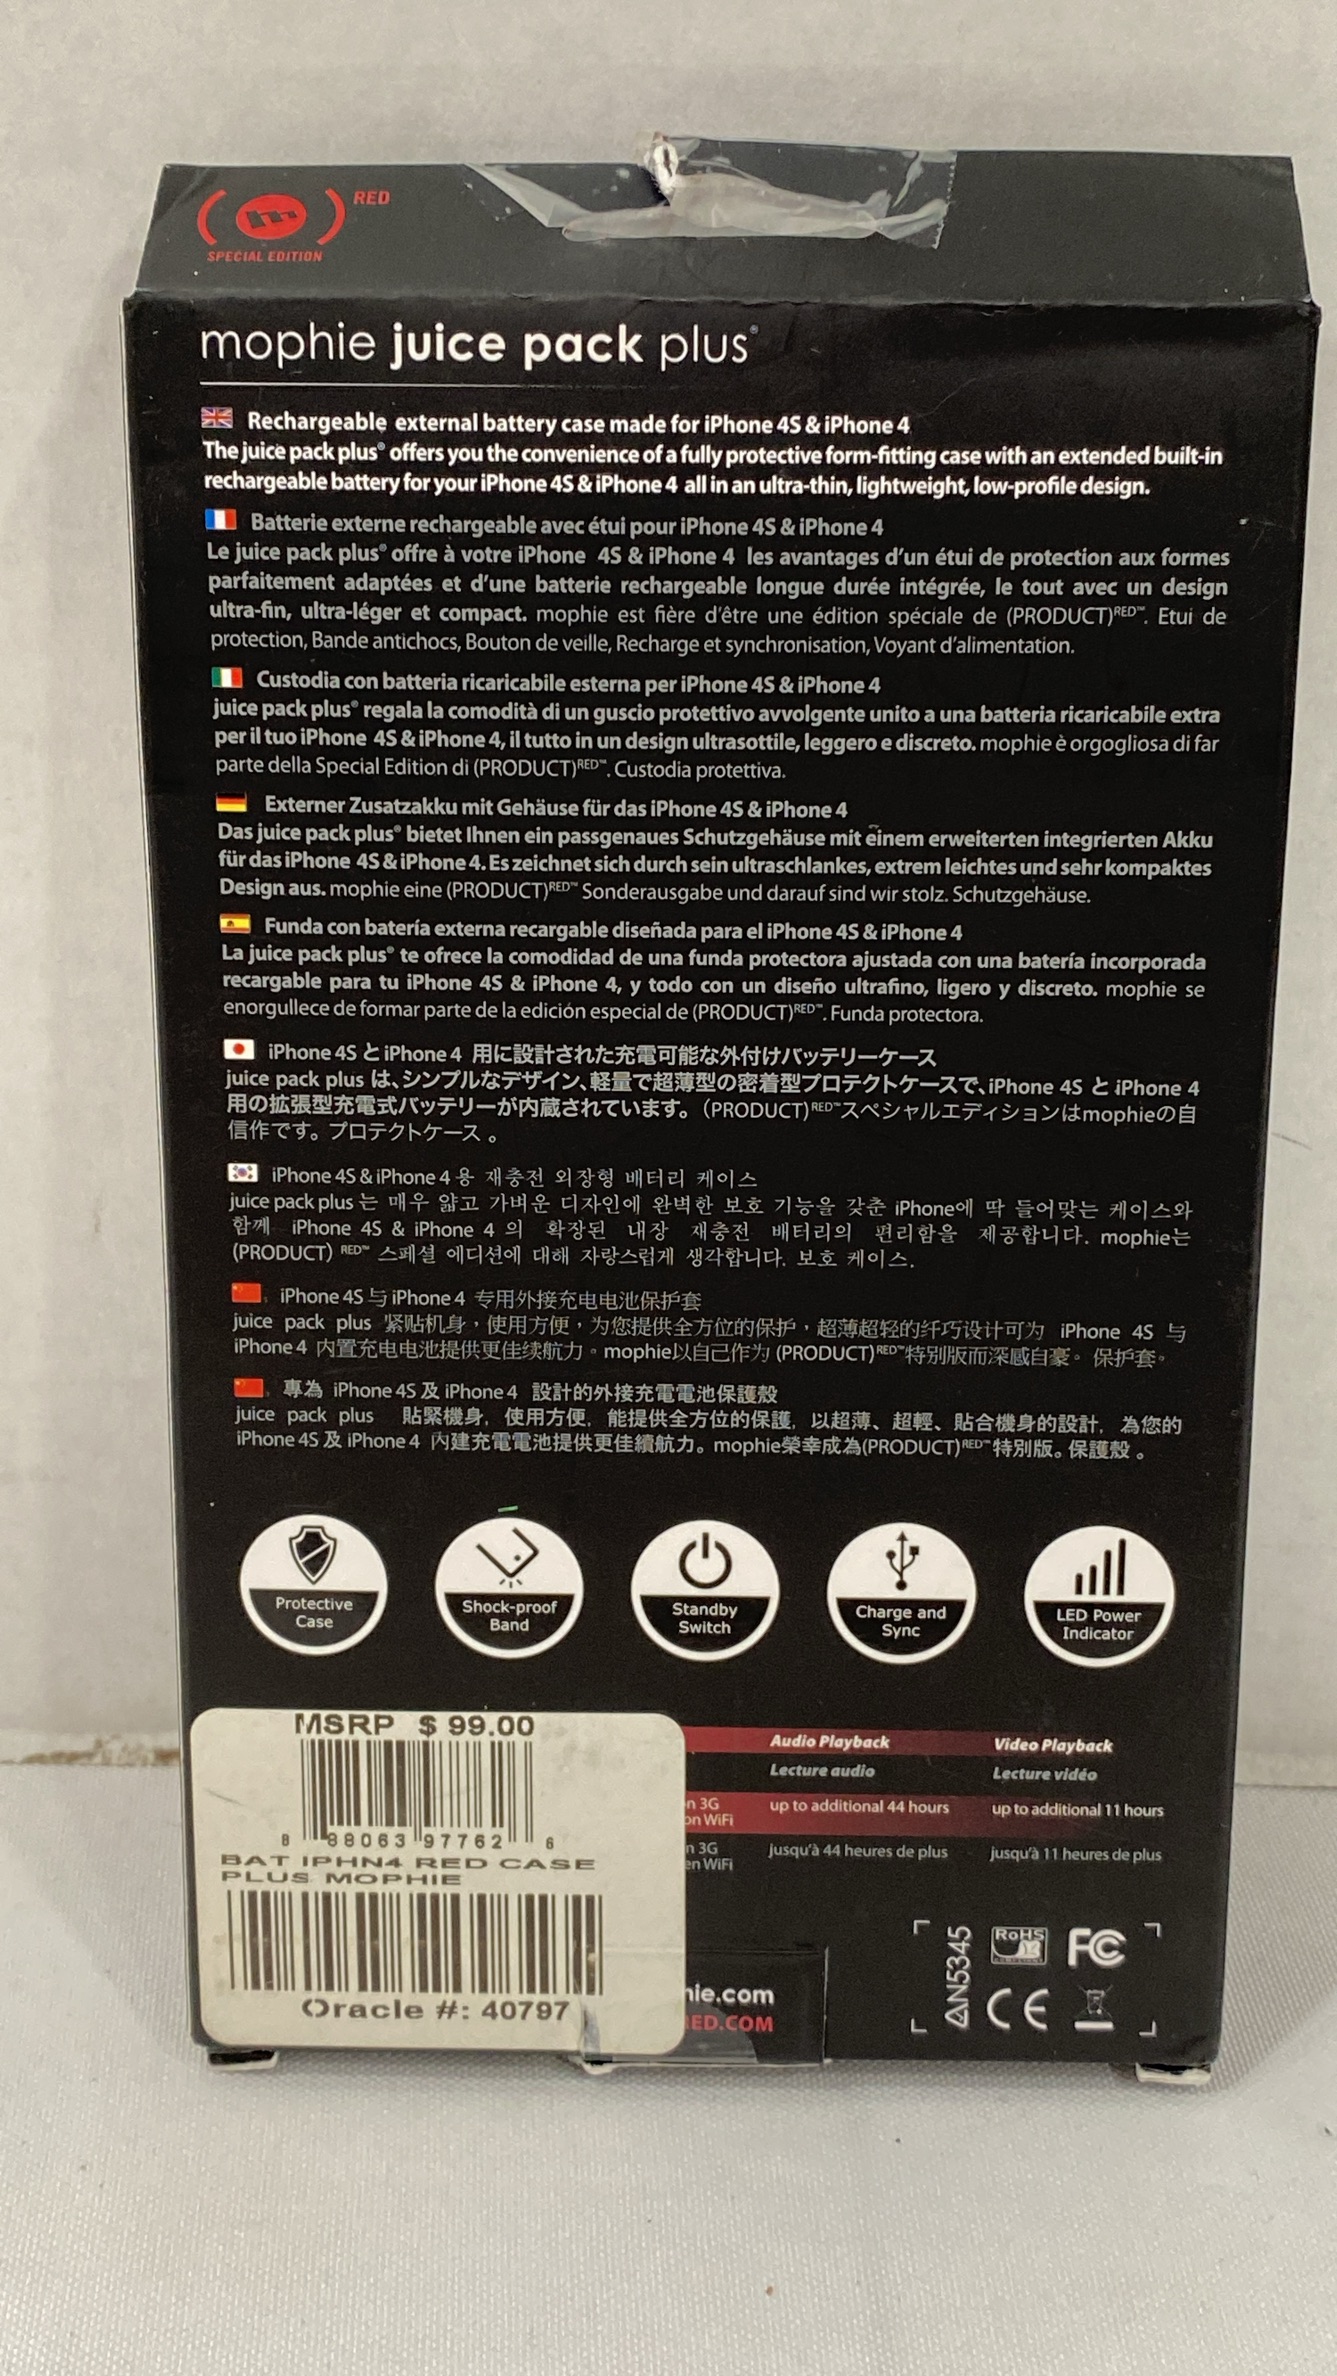 RED
SPECIAL EDITION
mophie juice pack plus®
Rechargeable external battery case made for iPhone 4S & iPhone 4
The juice pack plus® offers you the convenience of a fully protective form-fitting case with an extended built-in
rechargeable battery for your iPhone 4S & iPhone 4 all in an ultra-thin, lightweight, low-profile design.
Batterie externe rechargeable avec étui pour iPhone 4S & iPhone 4
Le juice pack plus® offre à votre iPhone 4S & iPhone 4 les avantages d'un étui de protection aux formes
parfaitement adaptées et d'une batterie rechargeable longue durée intégrée, le tout avec un design
ultra-fin, ultra-léger et compact. mophie est fière d'être une édition spéciale de (PRODUCT)RED™. Etui de
protection, Bande antichocs, Bouton de veille, Recharge et synchronisation, Voyant d'alimentation.
Custodia con batteria ricaricabile esterna per iPhone 4S & iPhone 4
juice pack plus® regala la comodità di un guscio protettivo avvolgente unito a una batteria ricaricabile extra
per il tuo iPhone 4S & iPhone 4, il tutto in un design ultrasottile, leggero e discreto. mophie è orgogliosa di far
parte della Special Edition di (PRODUCT)RED™. Custodia protettiva.
Externer Zusatzakku mit Gehäuse für das iPhone 4S & iPhone 4
Das juice pack plus® bietet Ihnen ein passgenaues Schutzgehäuse mit einem erweiterten integrierten Akku
für das iPhone 4S & iPhone 4. Es zeichnet sich durch sein ultraschlankes, extrem leichtes und sehr kompaktes
Design aus. mophie eine (PRODUCT)RED™ Sonderausgabe und darauf sind wir stolz. Schutzgehäuse.
Funda con batería externa recargable diseñada para el iPhone 4S & iPhone 4
La juice pack plus® te ofrece la comodidad de una funda protectora ajustada con una batería incorporada
recargable para tu iPhone 4S & iPhone 4, y todo con un diseño ultrafino, ligero y discreto. mophie se
enorgullece de formar parte de la edición especial de (PRODUCT)RED™. Funda protectora.
iPhone 4S と iPhone 4 用に設計された充電可能な外付けバッテリーケース
juice pack plus は、シンプルなデザイン、軽量で超薄型の密着型プロテクトケースで、iPhone 4S と iPhone 4
用の拡張型充電式バッテリーが内蔵されています。(PRODUCT)RED™スペシャルエディションはmophieの自
信作です。プロテクトケース。
iPhone 4S & iPhone 4 용 재충전 외장형 배터리 케이스
juice pack plus 는 매우 얇고 가벼운 디자인에 완벽한 보호 기능을 갖춘 iPhone에 딱 들어맞는 케이스와
함께 iPhone 4S & iPhone 4 의 확장된 내장 재충전 배터리의 편리함을 제공합니다. mophie는
(PRODUCT) RED™ 스페셜 에디션에 대해 자랑스럽게 생각합니다. 보호 케이스.
iPhone 4S 与 iPhone 4 专用外接充电电池保护套
juice pack plus 紧贴机身，使用方便，为您提供全方位的保护，超薄超轻的纤巧设计可为 iPhone 4S 与
iPhone 4 内置充电电池提供更佳续航力。mophie以自己作为 (PRODUCT)RED™特别版而深感自豪。 保护套。
專為 iPhone 4S 及 iPhone 4 設計的外接充電電池保護殼
juice pack plus 貼緊機身, 使用方便, 能提供全方位的保護, 以超薄、超輕、貼合機身的設計, 為您的
iPhone 4S 及 iPhone 4 內建充電電池提供更佳續航力。mophie榮幸成為(PRODUCT)RED™特別版。保護殼。
Protective Case
Shock-proof Band
Standby Switch
Charge and Sync
LED Power Indicator
MSRP $ 99.00
8 88063 97762 6
BAT IPHN4 RED CASE
PLUS MOPHIE
Oracle #: 40797
Audio Playback Video Playback
Lecture audio Lecture vidéo
3G up to additional 44 hours up to additional 11 hours
WiFi
3G jusqu'à 44 heures de plus jusqu'à 11 heures de plus
en WiFi
hie.com
ED.COM
AN5345
RoHS
FC
CE